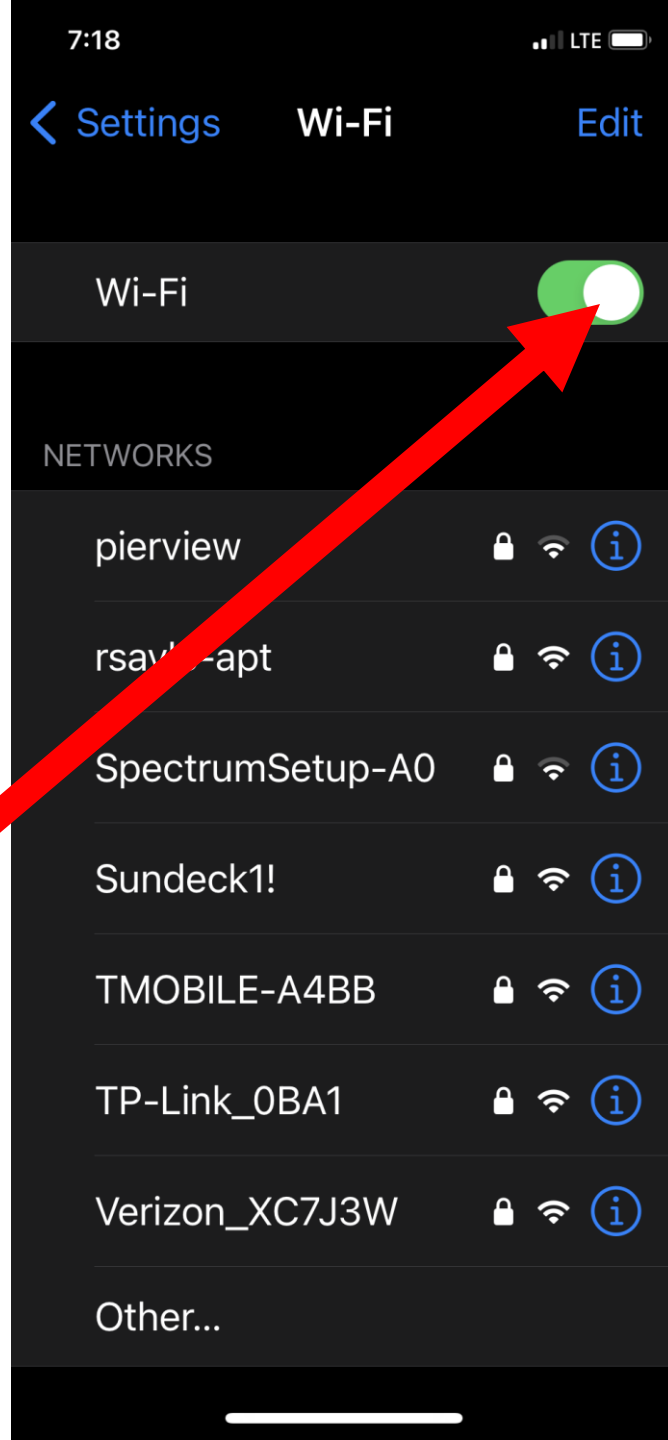 7:18 LTE
Settings Wi-Fi Edit
Wi-Fi
NETWORKS
pierview
SpectrumSetup-A0
Sundeck1!
TMOBILE-A4BB
TP-Link_0BA1
Verizon_XC7J3W
Other...